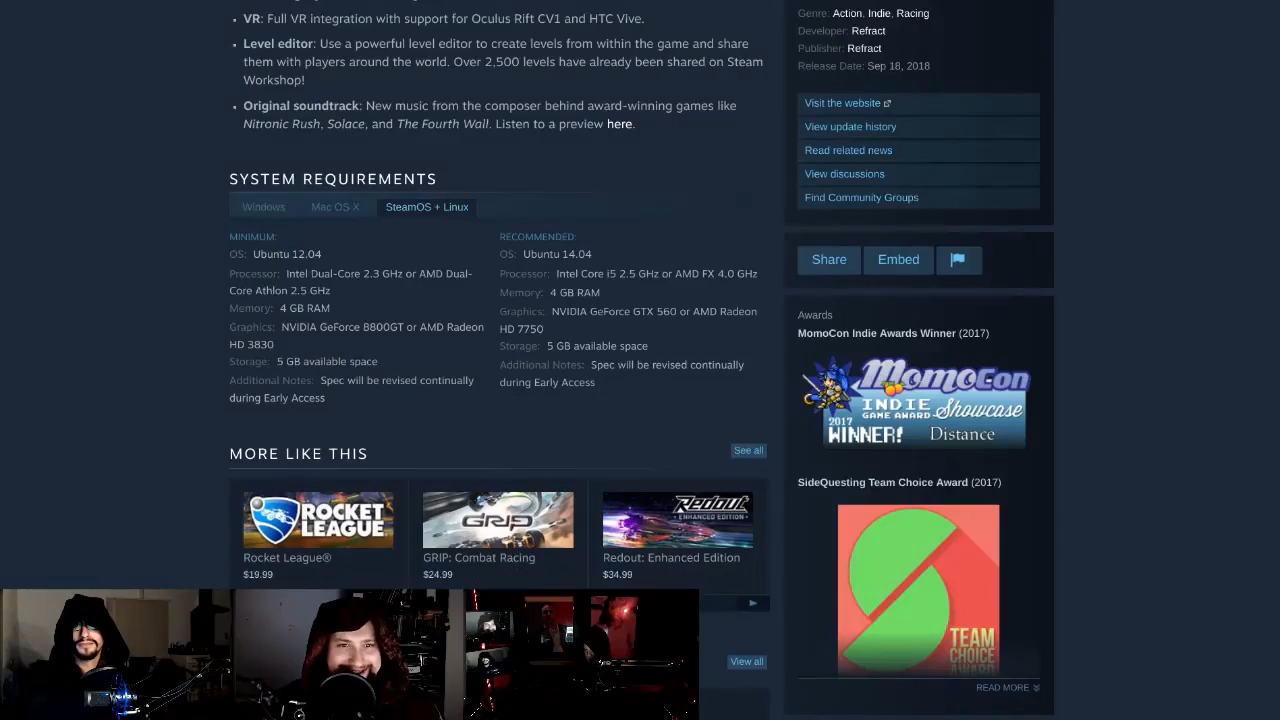 VR: Full VR integration with support for Oculus Rift CV1 and HTC Vive.
Level editor: Use a powerful level editor to create levels from within the game and share
them with players around the world. Over 2,500 levels have already been shared on Steam
Workshop!
Original soundtrack: New music from the composer behind award-winning games like
Nitronic Rush, Solace, and The Fourth Wall. Listen to a preview here.
SYSTEM REQUIREMENTS
Windows
Mac OS X
SteamOS + Linux
MINIMUM:
OS: Ubuntu 12.04
Processor: Intel Dual-Core 2.3 GHz or AMD Dual-
Core Athlon 2.5 GHz
Memory: 4 GB RAM
Graphics: NVIDIA GeForce 8800GT or AMD Radeon
HD 3830
Storage: 5 GB available space
Additional Notes: Spec will be revised continually
during Early Access
RECOMMENDED:
OS: Ubuntu 14.04
Processor: Intel Core i5 2.5 GHz or AMD FX 4.0 GHz
Memory: 4 GB RAM
Graphics: NVIDIA GeForce GTX 560 or AMD Radeon
HD 7750
Storage: 5 GB available space
Additional Notes: Spec will be revised continually
during Early Access
MORE LIKE THIS
See all
ROCKET
LEAGUE
Rocket League®
$19.99
GRIP
GRIP: Combat Racing
$24.99
Redout
ENHANCED EDITION
Redout: Enhanced Edition
$34.99
View all
Genre: Action, Indie, Racing
Developer: Refract
Publisher: Refract
Release Date: Sep 18, 2018
Visit the website
View update history
Read related news
View discussions
Find Community Groups
Share
Embed
Awards
MomoCon Indie Awards Winner (2017)
MomoCon
INDIE
GAME AWARD
Showcase
2017
WINNER!
Distance
SideQuesting Team Choice Award (2017)
TEAM
CHOICE
AWARD
READ MORE